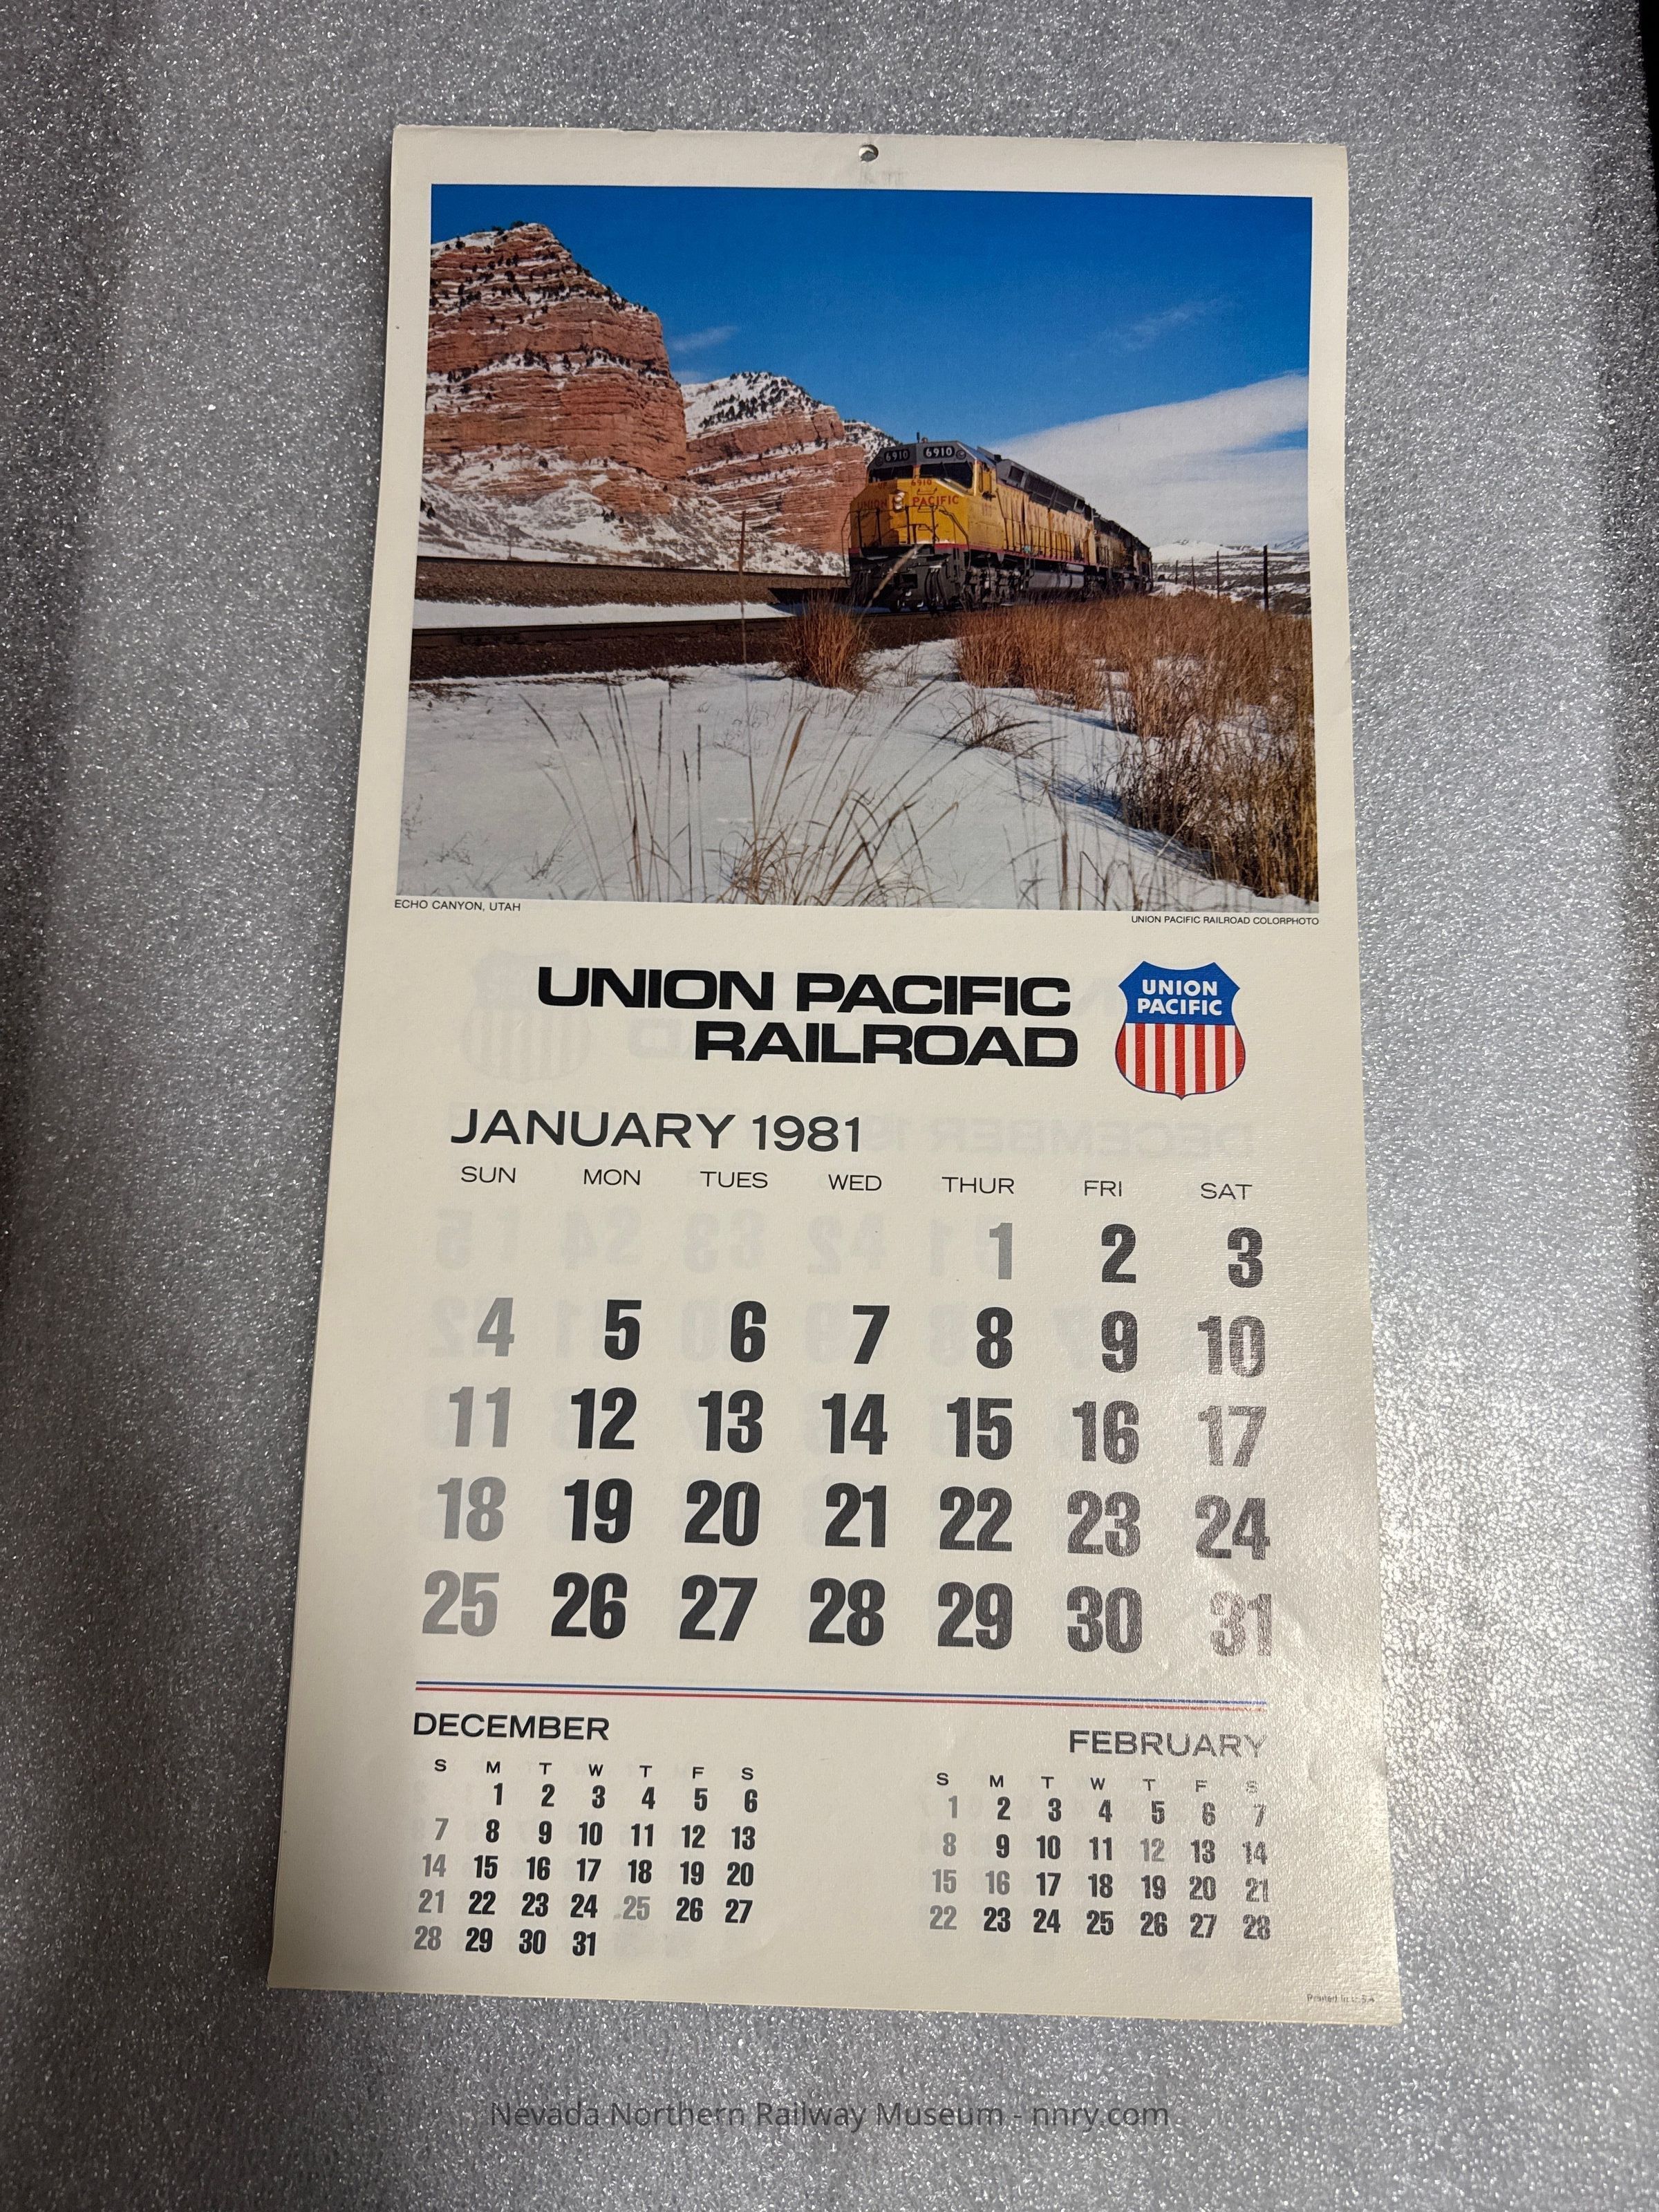 6910 6910
6910
UNION PACIFIC
ECHO CANYON, UTAH
UNION PACIFIC RAILROAD COLORPHOTO
UNION PACIFIC
RAILROAD
UNION
PACIFIC
JANUARY 1981
SUN MON TUES WED THUR FRI SAT
1 2 3
4 5 6 7 8 9 10
11 12 13 14 15 16 17
18 19 20 21 22 23 24
25 26 27 28 29 30 31
DECEMBER
S M T W T F S
1 2 3 4 5 6
7 8 9 10 11 12 13
14 15 16 17 18 19 20
21 22 23 24 25 26 27
28 29 30 31
FEBRUARY
S M T W T F S
1 2 3 4 5 6 7
8 9 10 11 12 13 14
15 16 17 18 19 20 21
22 23 24 25 26 27 28
Printed in U.S.A.
Nevada Northern Railway Museum - nnry.com